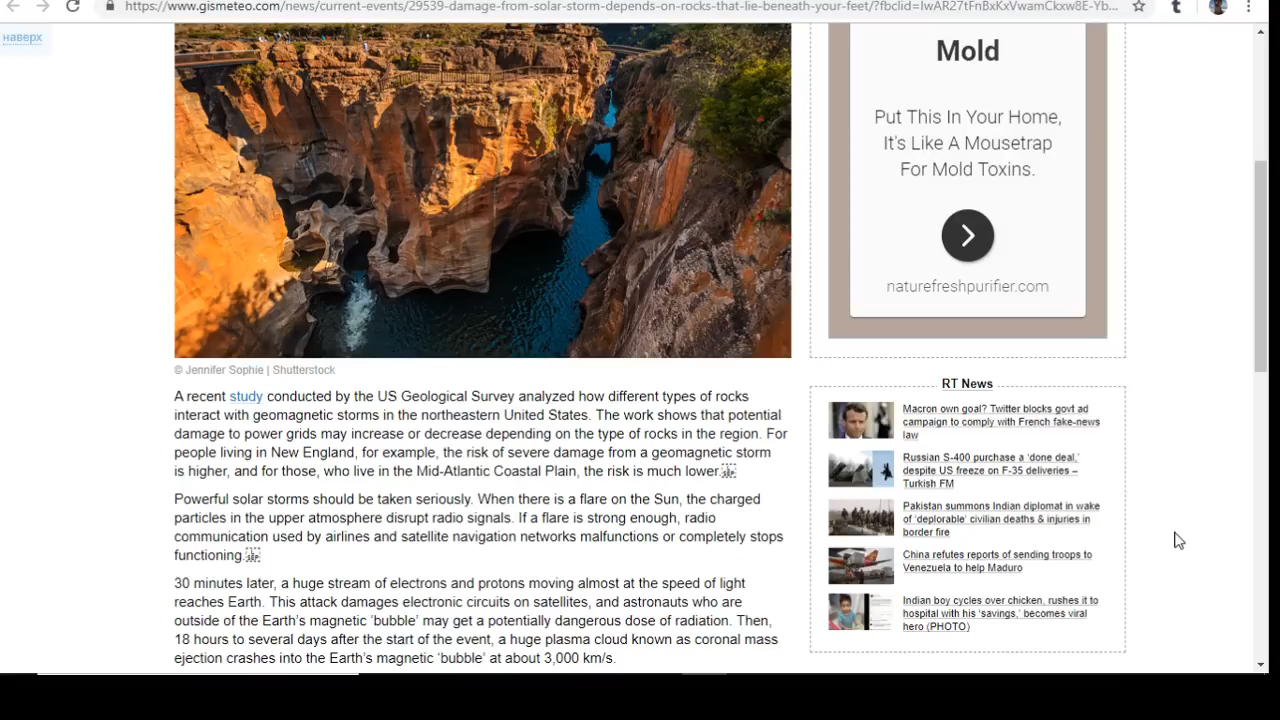 https://www.gismeteo.com/news/current-events/29539-damage-from-solar-storm-depends-on-rocks-that-lie-beneath-your-feet/?fbclid=IwAR27tFnBxKxVwamCkxw8E-Yb...
наверх
© Jennifer Sophie | Shutterstock
A recent study conducted by the US Geological Survey analyzed how different types of rocks
interact with geomagnetic storms in the northeastern United States. The work shows that potential
damage to power grids may increase or decrease depending on the type of rocks in the region. For
people living in New England, for example, the risk of severe damage from a geomagnetic storm
is higher, and for those, who live in the Mid-Atlantic Coastal Plain, the risk is much lower.
Powerful solar storms should be taken seriously. When there is a flare on the Sun, the charged
particles in the upper atmosphere disrupt radio signals. If a flare is strong enough, radio
communication used by airlines and satellite navigation networks malfunctions or completely stops
functioning.
30 minutes later, a huge stream of electrons and protons moving almost at the speed of light
reaches Earth. This attack damages electronic circuits on satellites, and astronauts who are
outside of the Earth's magnetic 'bubble' may get a potentially dangerous dose of radiation. Then,
18 hours to several days after the start of the event, a huge plasma cloud known as coronal mass
ejection crashes into the Earth's magnetic 'bubble' at about 3,000 km/s.
Mold
Put This In Your Home,
It's Like A Mousetrap
For Mold Toxins.
naturefreshpurifier.com
RT News
Macron own goal? Twitter blocks govt ad
campaign to comply with French fake-news
law
Russian S-400 purchase a 'done deal,'
despite US freeze on F-35 deliveries –
Turkish FM
Pakistan summons Indian diplomat in wake
of 'deplorable' civilian deaths & injuries in
border fire
China refutes reports of sending troops to
Venezuela to help Maduro
Indian boy cycles over chicken, rushes it to
hospital with his 'savings,' becomes viral
hero (PHOTO)